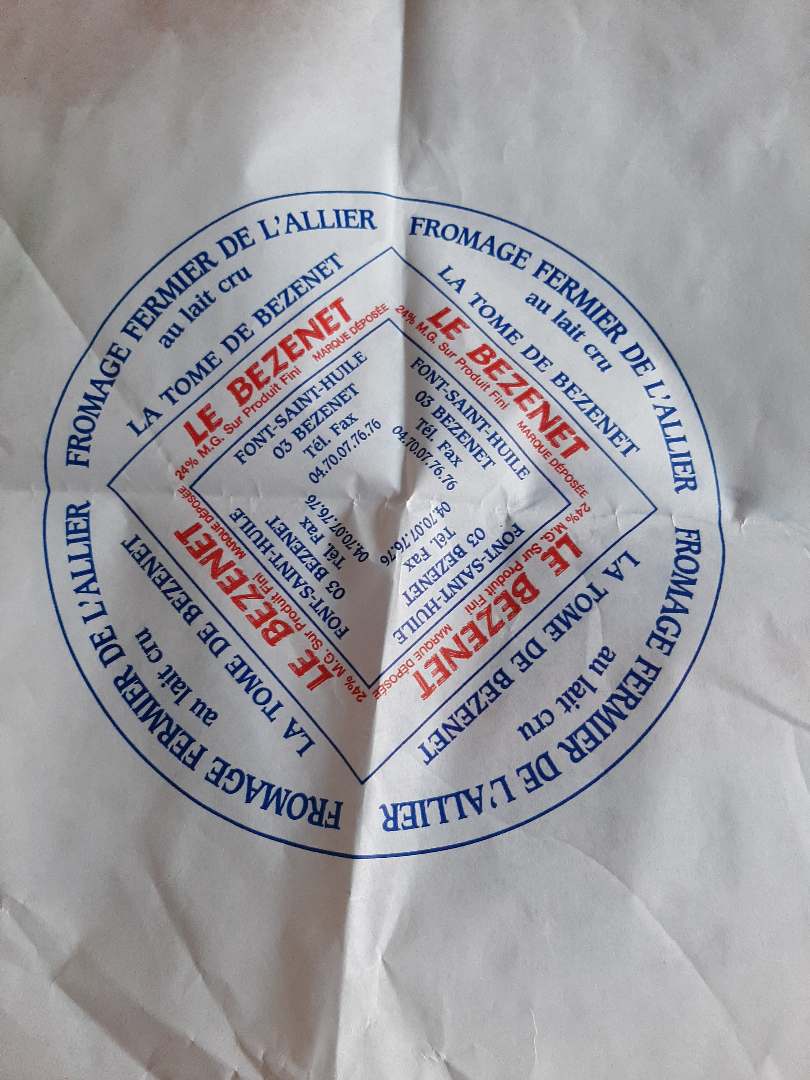 FROMAGE FERMIER DE L'ALLIER
au lait cru
LA TOME DE BEZENET
LE BEZENET
24% M.G. Sur Produit Fini MARQUE DÉPOSÉE
FONT-SAINT-HUILE
03 BEZENET
Tél. Fax
04.70.07.76.76
FROMAGE FERMIER DE L'ALLIER
au lait cru
LA TOME DE BEZENET
LE BEZENET
24% M.G. Sur Produit Fini MARQUE DÉPOSÉE
FONT-SAINT-HUILE
03 BEZENET
Tél. Fax
04.70.07.76.76
FROMAGE FERMIER DE L'ALLIER
au lait cru
LA TOME DE BEZENET
LE BEZENET
24% M.G. Sur Produit Fini MARQUE DÉPOSÉE
FONT-SAINT-HUILE
03 BEZENET
Tél. Fax
04.70.07.76.76
FROMAGE FERMIER DE L'ALLIER
au lait cru
LA TOME DE BEZENET
LE BEZENET
24% M.G. Sur Produit Fini MARQUE DÉPOSÉE
FONT-SAINT-HUILE
03 BEZENET
Tél. Fax
04.70.07.76.76